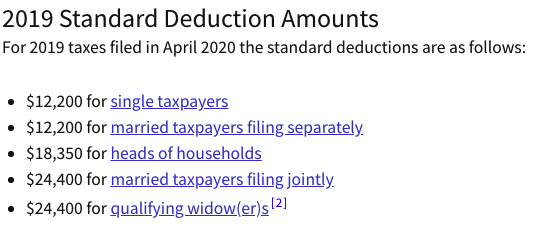 2019 Standard Deduction Amounts
For 2019 taxes filed in April 2020 the standard deductions are as follows:
• $12,200 for single taxpayers
• $12,200 for married taxpayers filing separately
• $18,350 for heads of households
• $24,400 for married taxpayers filing jointly
• $24,400 for qualifying widow(er)s [2]